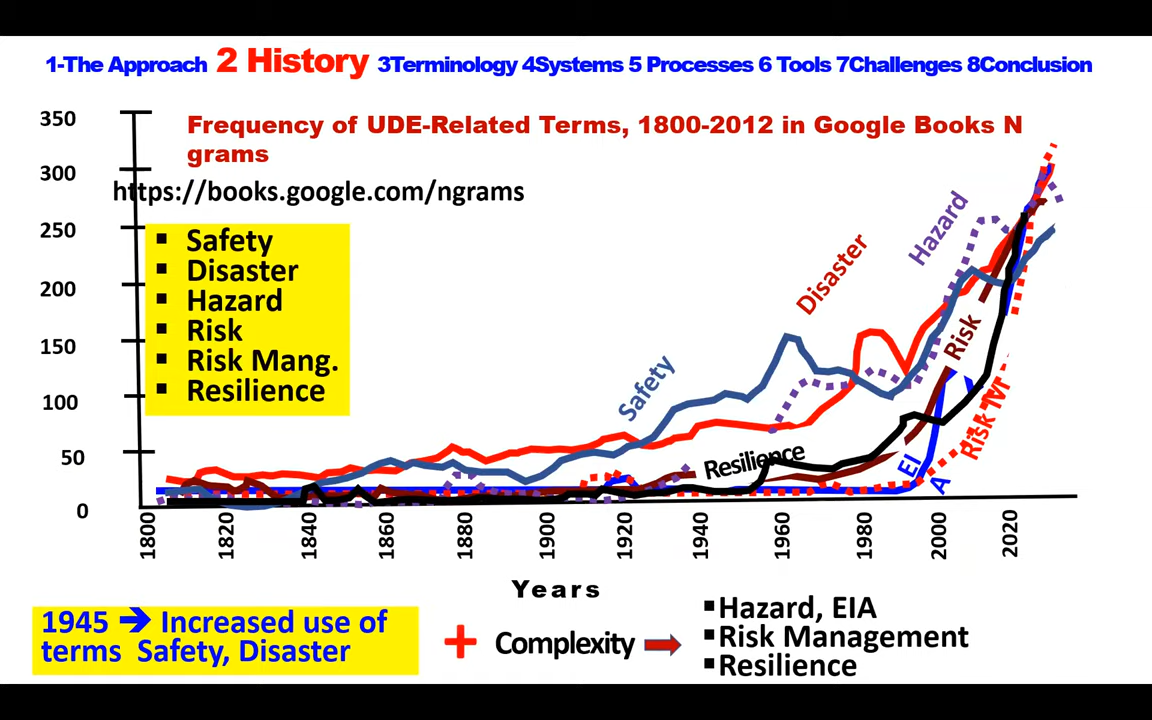 1-The Approach 2 History 3Terminology 4Systems 5 Processes 6 Tools 7Challenges 8Conclusion
350
300
250
200
150
100
50
0
Frequency of UDE-Related Terms, 1800-2012 in Google Books N
grams
https://books.google.com/ngrams
▪ Safety
▪ Disaster
▪ Hazard
▪ Risk
▪ Risk Mang.
▪ Resilience
Safety
Disaster
Hazard
Risk
Resilience
EI
A
Risk M
1800
1820
1840
1860
1880
1900
1920
1940
1960
1980
2000
2020
Years
1945 ➔ Increased use of
terms Safety, Disaster
+ Complexity
▪Hazard, EIA
▪Risk Management
▪Resilience